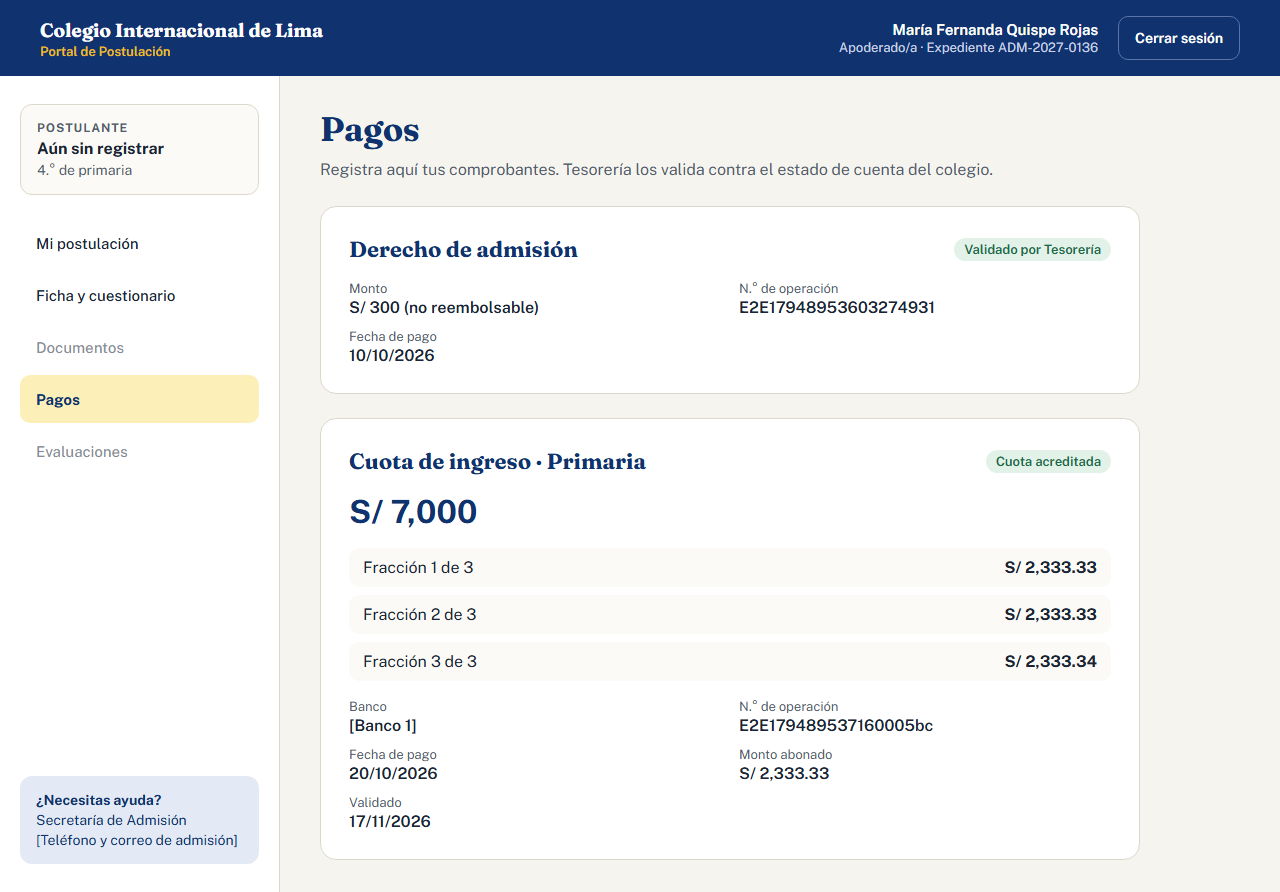 Colegio Internacional de Lima
Portal de Postulación
María Fernanda Quispe Rojas
Apoderado/a · Expediente ADM-2027-0136
Cerrar sesión
POSTULANTE
Aún sin registrar
4.° de primaria
Mi postulación
Ficha y cuestionario
Documentos
Pagos
Evaluaciones
¿Necesitas ayuda?
Secretaría de Admisión
[Teléfono y correo de admisión]
Pagos
Registra aquí tus comprobantes. Tesorería los valida contra el estado de cuenta del colegio.
Derecho de admisión
Validado por Tesorería
Monto
S/ 300 (no reembolsable)
N.° de operación
E2E17948953603274931
Fecha de pago
10/10/2026
Cuota de ingreso · Primaria
Cuota acreditada
S/ 7,000
Fracción 1 de 3
S/ 2,333.33
Fracción 2 de 3
S/ 2,333.33
Fracción 3 de 3
S/ 2,333.34
Banco
[Banco 1]
N.° de operación
E2E179489537160005bc
Fecha de pago
20/10/2026
Monto abonado
S/ 2,333.33
Validado
17/11/2026